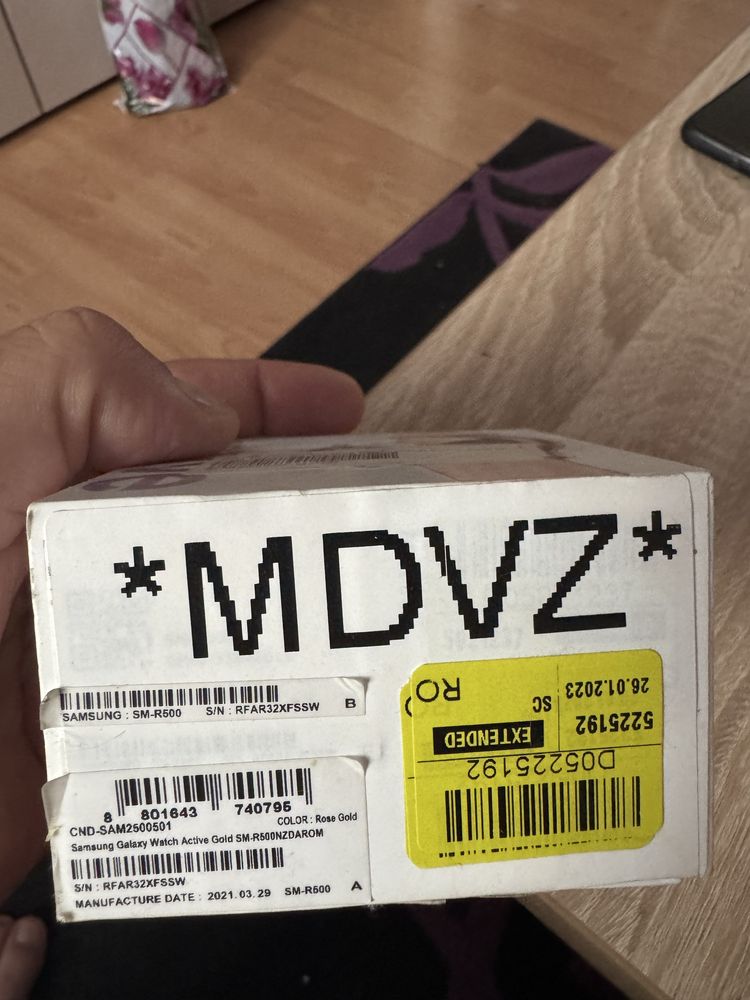 *MDVZ*
SAMSUNG : SM-R500 S/N : RFAR32XFSSW B
8 801643 740795
CND-SAM2500501 COLOR : Rose Gold
Samsung Galaxy Watch Active Gold SM-R500NZDAROM
S/N : RFAR32XFSSW
MANUFACTURE DATE : 2021.03.29 SM-R500 A
D05225192
5225192 EXTENDED
26.01.2023 SC RO